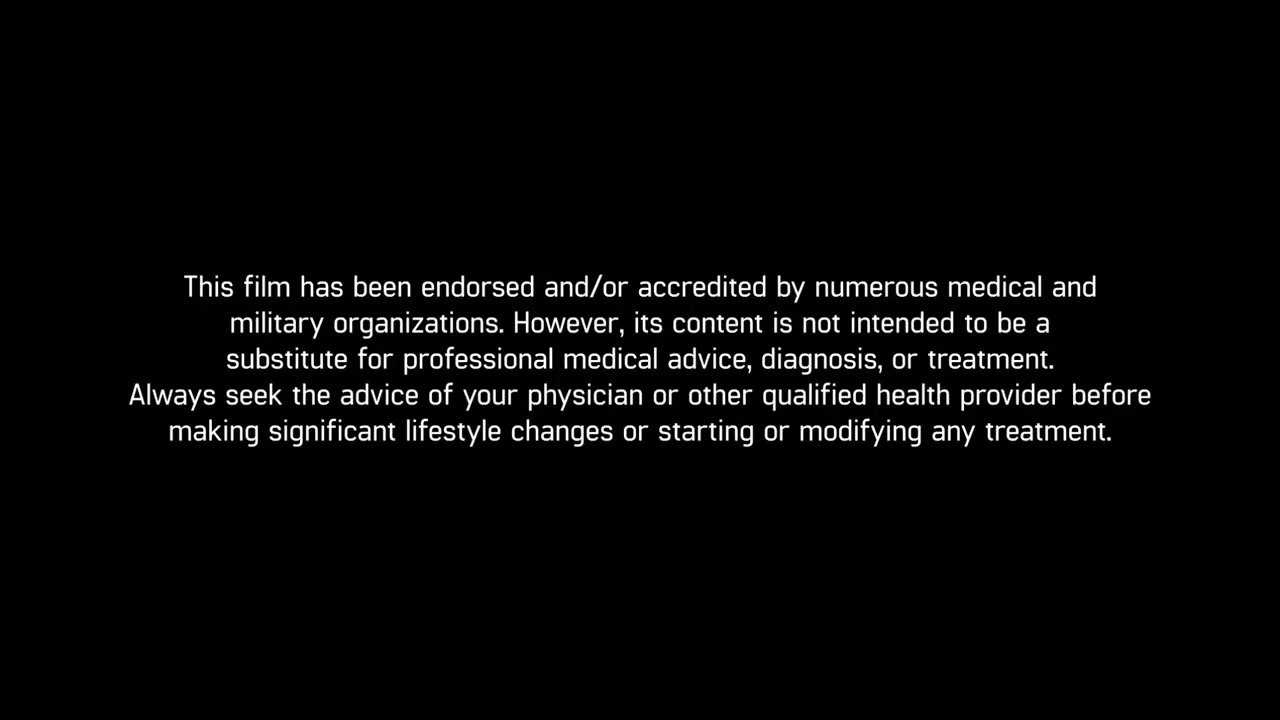 This film has been endorsed and/or accredited by numerous medical and
military organizations. However, its content is not intended to be a
substitute for professional medical advice, diagnosis, or treatment.
Always seek the advice of your physician or other qualified health provider before
making significant lifestyle changes or starting or modifying any treatment.